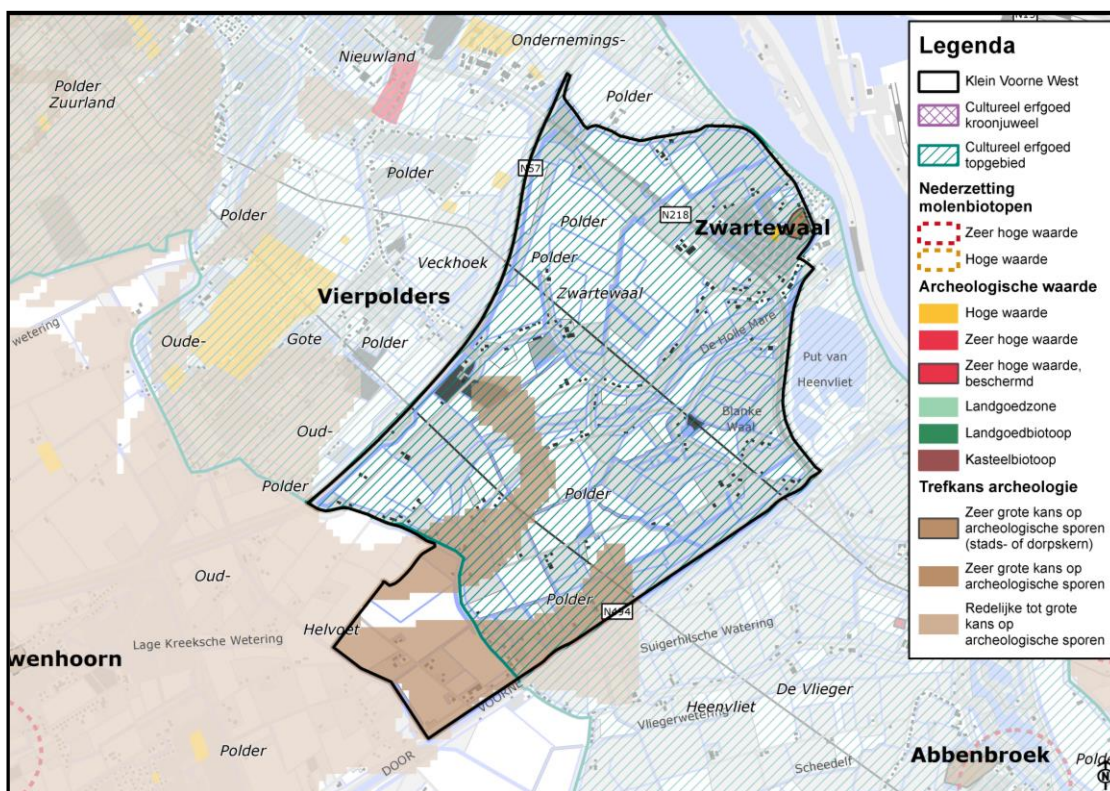 N15
Ondernemings-
Nieuwland
Polder
Zuurland
Polder
N57
Polder
Polder
N218
Polder
Zwartewaal
Polder
Veckhoek
Zwartewaal
Vierpolders
wetering
Oude-
Gote
Polder
De Holle Mare
Put van
Heenvliet
Blanke
Waal
Oud-
Polder
Polder
Oud-
Polder
N494
Helvoet
Lage Kreeksche Wetering
wenhoorn
Suigerhilsche Watering
De Vlieger
VOORNE
Heenvliet
Vliegerwetering
Polder
DOOR
Scheedelf
Abbenbroek
Polde
N
Legenda
Klein Voorne West
Cultureel erfgoed
kroonjuweel
Cultureel erfgoed
topgebied
Nederzetting
molenbiotopen
Zeer hoge waarde
Hoge waarde
Archeologische waarde
Hoge waarde
Zeer hoge waarde
Zeer hoge waarde,
beschermd
Landgoedzone
Landgoedbiotoop
Kasteelbiotoop
Trefkans archeologie
Zeer grote kans op
archeologische sporen
(stads- of dorpskern)
Zeer grote kans op
archeologische sporen
Redelijke tot grote
kans op
archeologische sporen